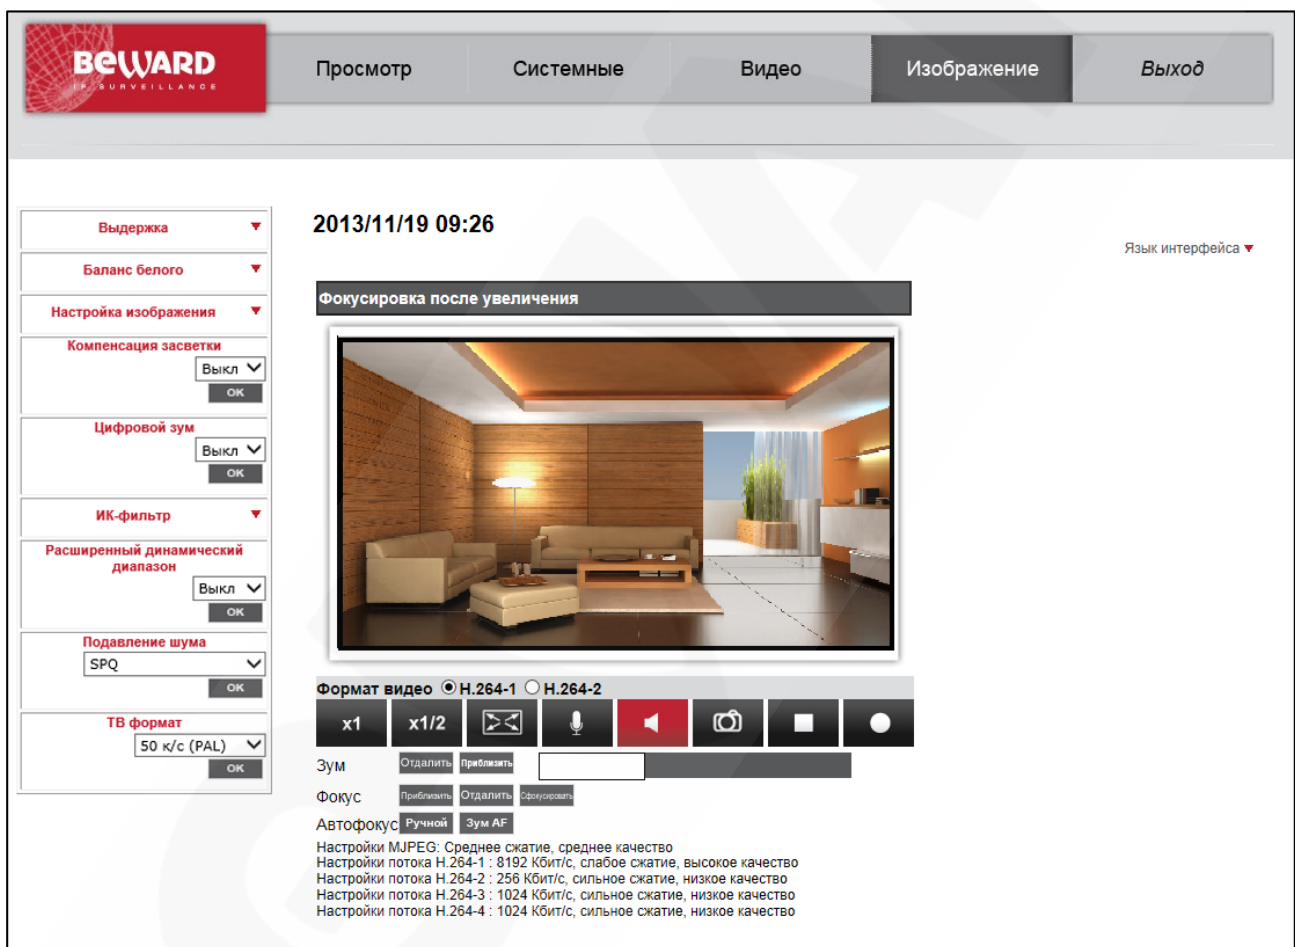 BEWARD
IP SURVEILLANCE
Просмотр
Системные
Видео
Изображение
Выход
2013/11/19 09:26
Язык интерфейса
Выдержка
Баланс белого
Настройка изображения
Компенсация засветки
Выкл
OK
Цифровой зум
Выкл
OK
ИК-фильтр
Расширенный динамический
диапазон
Выкл
OK
Подавление шума
SPQ
OK
ТВ формат
50 к/с (PAL)
OK
Фокусировка после увеличения
Формат видео H.264-1 H.264-2
x1
x1/2
Зум Отдалить Приблизить
Фокус Приблизить Отдалить Сфокусировать
Автофокус Ручной Зум AF
Настройки MJPEG: Среднее сжатие, среднее качество
Настройки потока H.264-1 : 8192 Кбит/с, слабое сжатие, высокое качество
Настройки потока H.264-2 : 256 Кбит/с, сильное сжатие, низкое качество
Настройки потока H.264-3 : 1024 Кбит/с, сильное сжатие, низкое качество
Настройки потока H.264-4 : 1024 Кбит/с, сильное сжатие, низкое качество